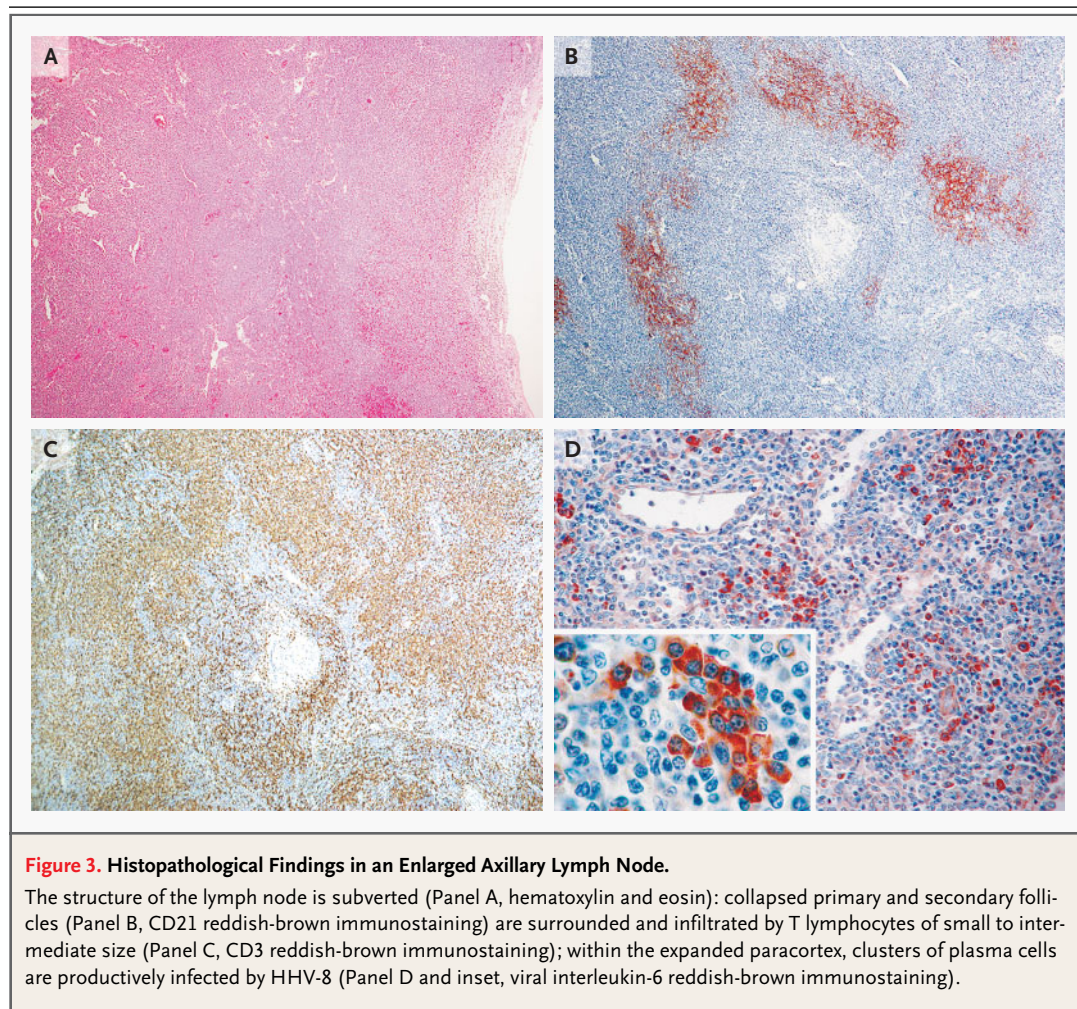 A
B
C
D
Figure 3. Histopathological Findings in an Enlarged Axillary Lymph Node.
The structure of the lymph node is subverted (Panel A, hematoxylin and eosin): collapsed primary and secondary folli-
cles (Panel B, CD21 reddish-brown immunostaining) are surrounded and infiltrated by T lymphocytes of small to inter-
mediate size (Panel C, CD3 reddish-brown immunostaining); within the expanded paracortex, clusters of plasma cells
are productively infected by HHV-8 (Panel D and inset, viral interleukin-6 reddish-brown immunostaining).